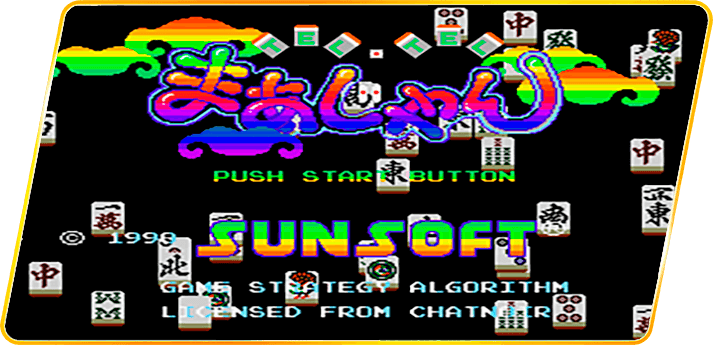 TEL・TEL
まあじゃん
PUSH START BUTTON
© 1990 SUNSOFT
GAME STRATEGY ALGORITHM
LICENSED FROM CHATNOIR